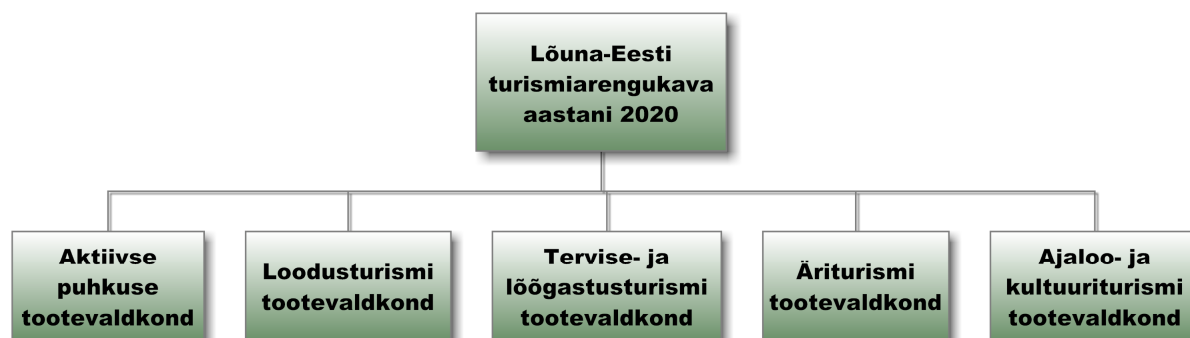 Lõuna-Eesti
turismiarengukava
aastani 2020
Aktiivse
puhkuse
tootevaldkond
Loodusturismi
tootevaldkond
Tervise- ja
lõõgastusturismi
tootevaldkond
Äriturismi
tootevaldkond
Ajaloo- ja
kultuuriturismi
tootevaldkond